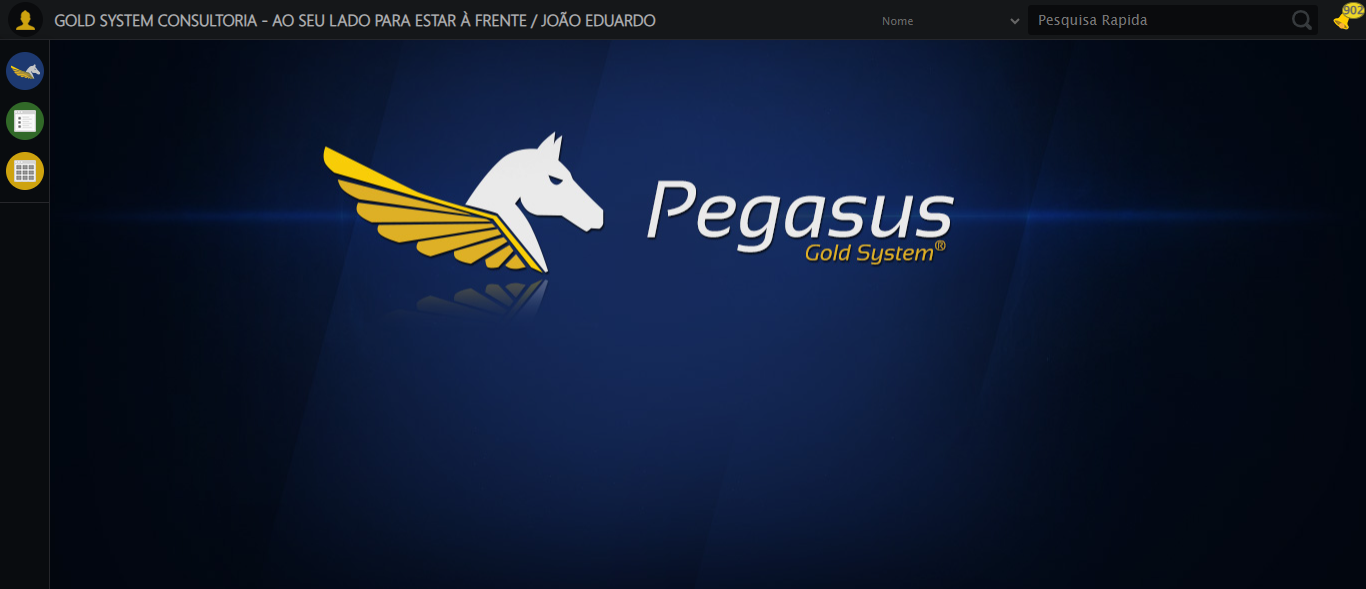 GOLD SYSTEM CONSULTORIA - AO SEU LADO PARA ESTAR À FRENTE / JOÃO EDUARDO
Nome
Pesquisa Rapida
902
Pegasus
Gold System®